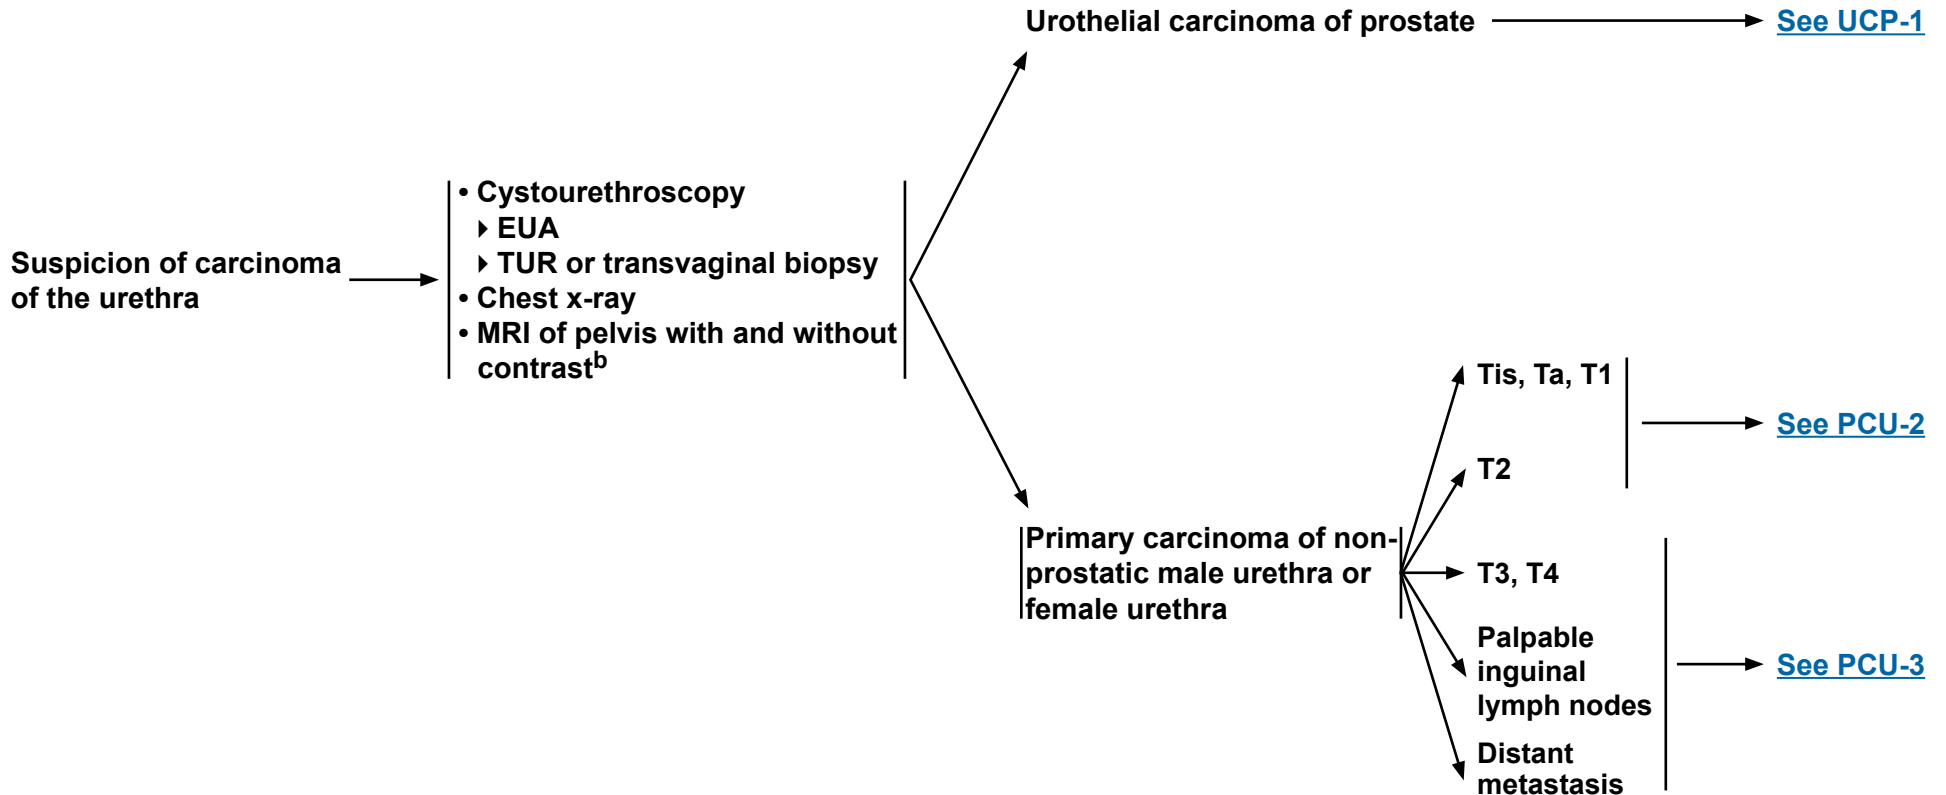 Urothelial carcinoma of prostate
See UCP-1
Suspicion of carcinoma
of the urethra
• Cystourethroscopy
▸ EUA
▸ TUR or transvaginal biopsy
• Chest x-ray
• MRI of pelvis with and without
contrastᵇ
Primary carcinoma of non-
prostatic male urethra or
female urethra
Tis, Ta, T1
T2
See PCU-2
T3, T4
Palpable
inguinal
lymph nodes
Distant
metastasis
See PCU-3